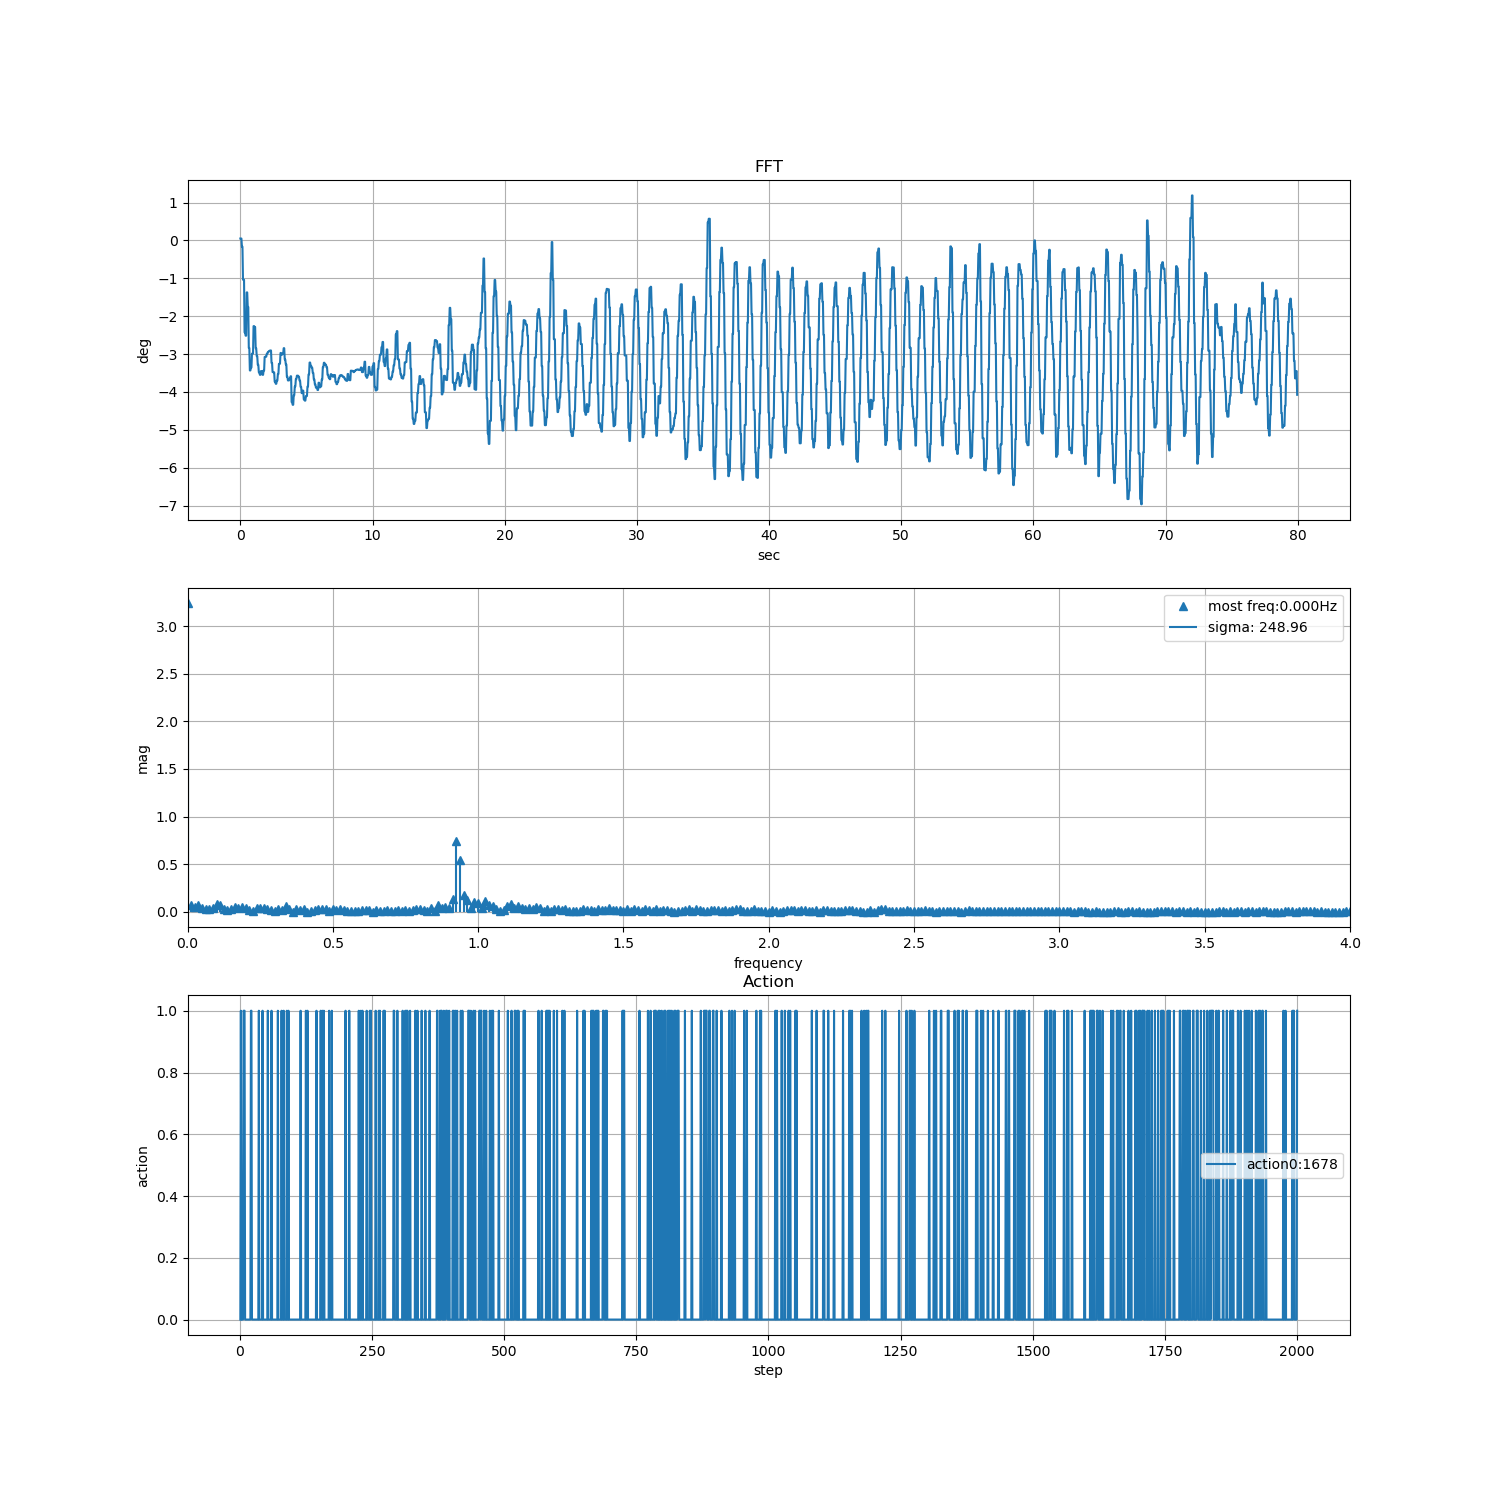 FFT
1
0
−1
−2
−3
−4
−5
−6
−7
deg
0 10 20 30 40 50 60 70 80
sec
most freq:0.000Hz
sigma: 248.96
3.0
2.5
2.0
1.5
1.0
0.5
0.0
mag
0.0 0.5 1.0 1.5 2.0 2.5 3.0 3.5 4.0
frequency
Action
1.0
0.8
0.6
0.4
0.2
0.0
action
action0:1678
0 250 500 750 1000 1250 1500 1750 2000
step